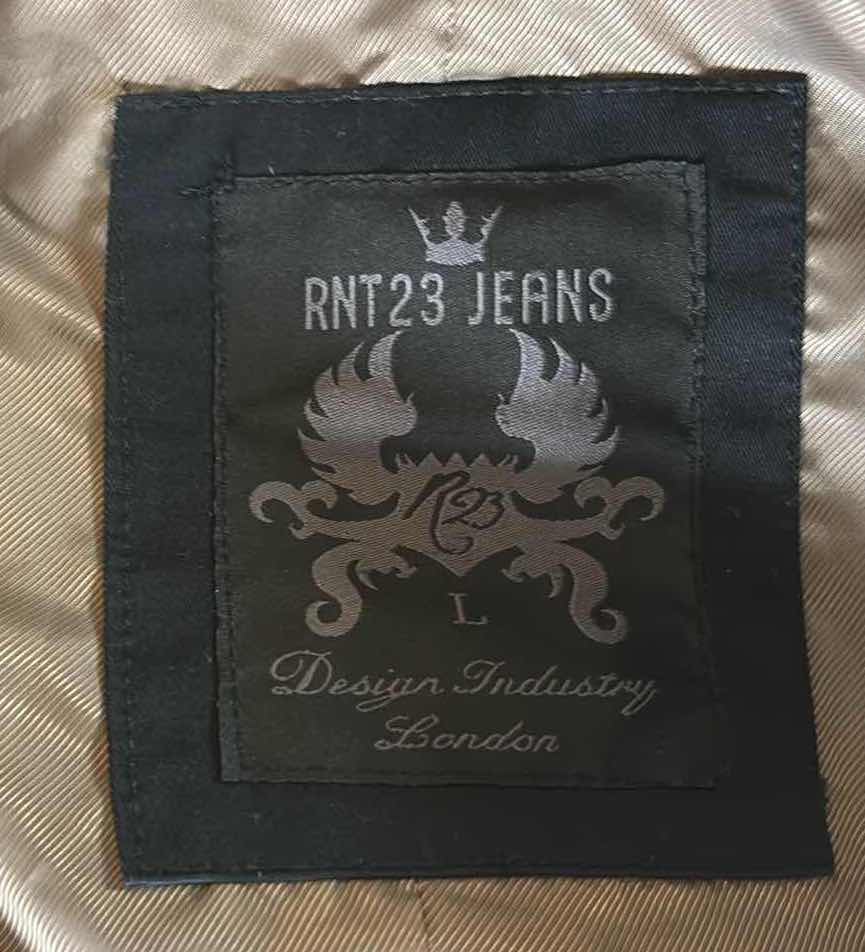 RNT23 JEANS
R23
L
Design Industry
London